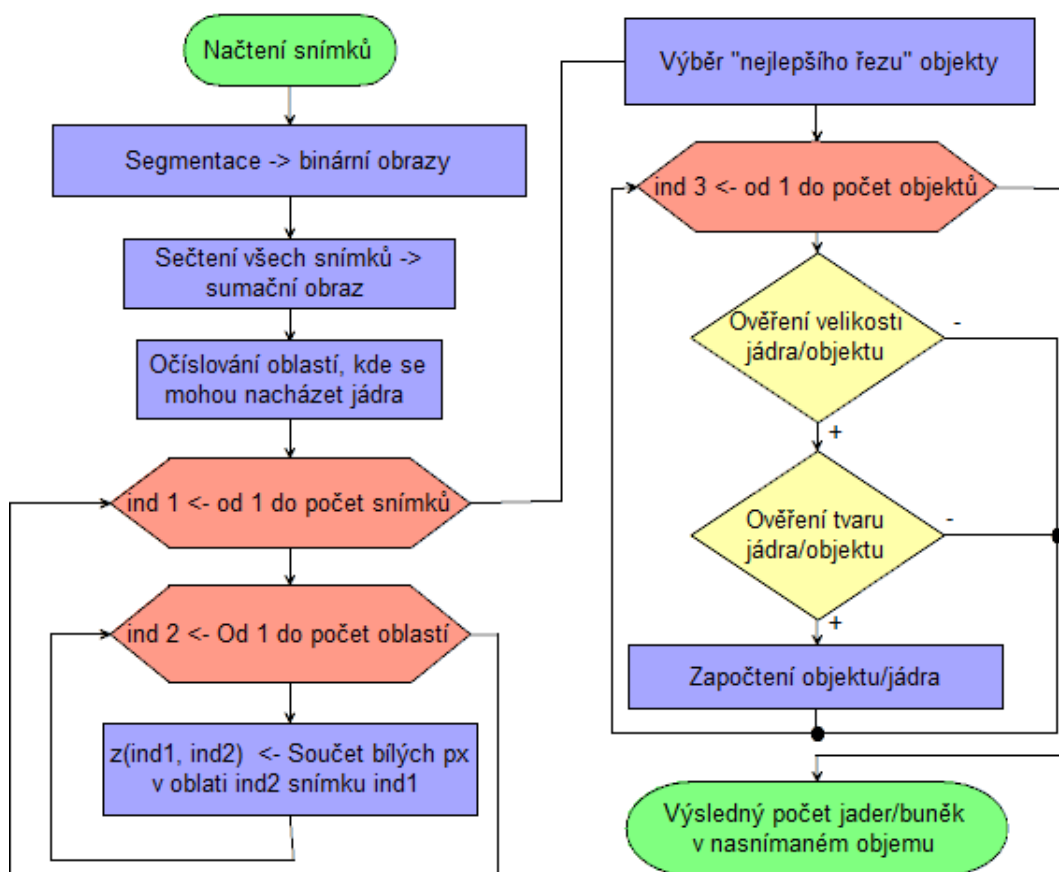 Načtení snímků
Segmentace -> binární obrazy
Sečtení všech snímků ->
sumační obraz
Očíslování oblastí, kde se
mohou nacházet jádra
ind 1 <- od 1 do počet snímků
ind 2 <- Od 1 do počet oblastí
z(ind1, ind2) <- Součet bílých px
v oblati ind2 snímku ind1
Výběr "nejlepšího řezu" objekty
ind 3 <- od 1 do počet objektů
Ověření velikosti
jádra/objektu
-
+
Ověření tvaru
jádra/objektu
-
+
Započtení objektu/jádra
Výsledný počet jader/buněk
v nasnímaném objemu